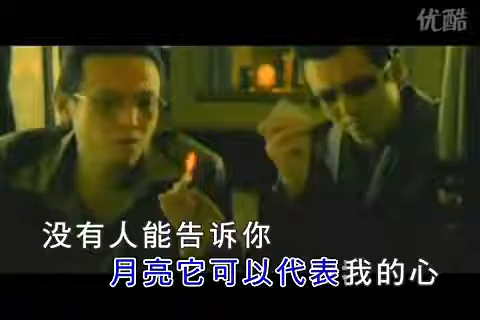 优酷
没有人能告诉你
月亮它可以代表我的心